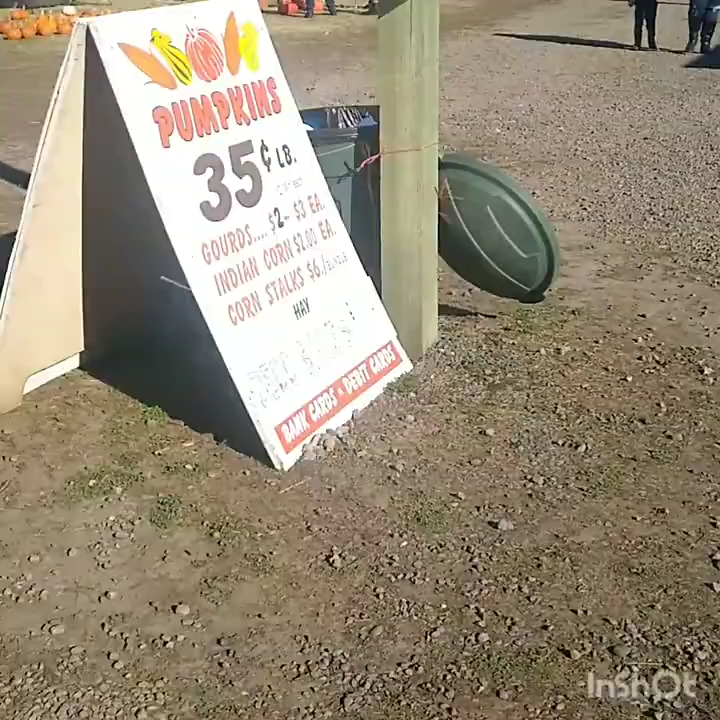 PUMPKINS
35¢ LB.
GOURDS.... $2- $3 EA.
INDIAN CORN $2.00 EA.
CORN STALKS $6./BUNDLE
HAY
BANK CARDS - DEBIT CARDS
InShOt